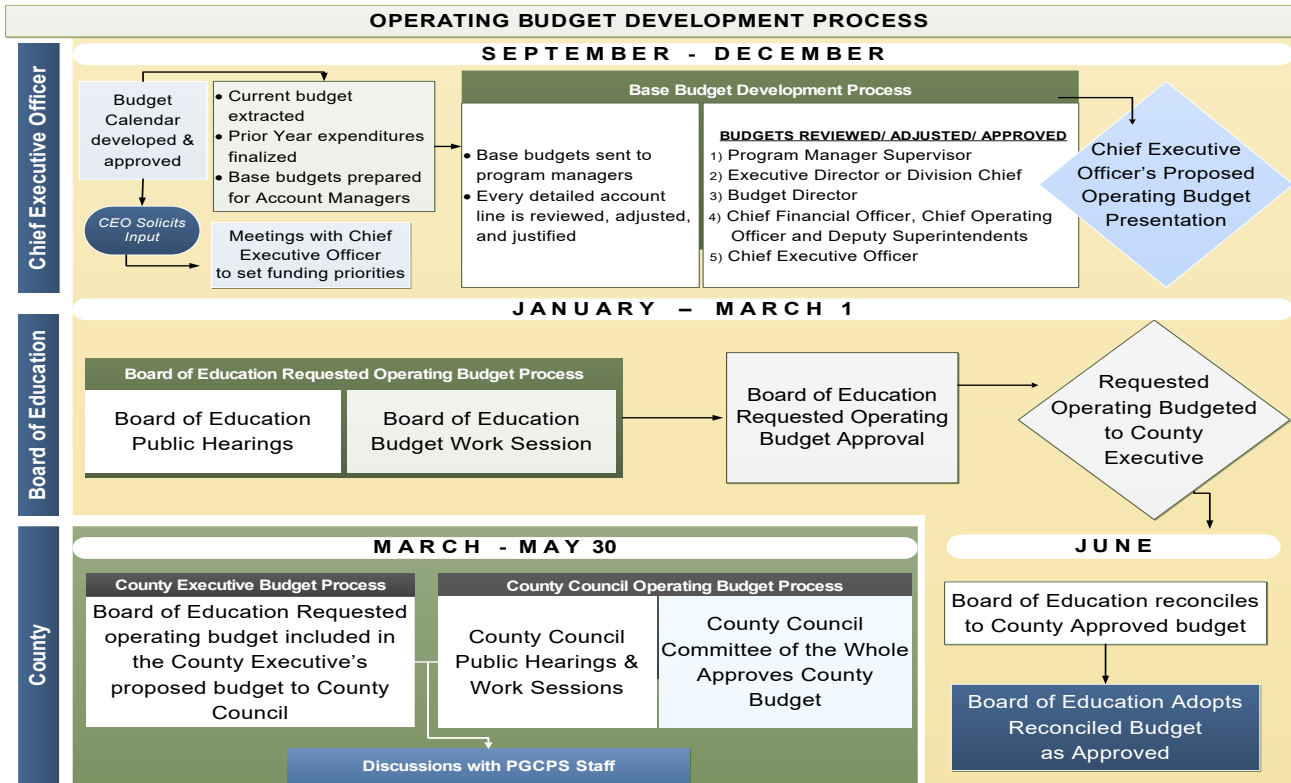 OPERATING BUDGET DEVELOPMENT PROCESS
Chief Executive Officer
SEPTEMBER - DECEMBER
Budget
Calendar
developed &
approved
CEO Solicits
Input
• Current budget
extracted
• Prior Year expenditures
finalized
• Base budgets prepared
for Account Managers
Meetings with Chief
Executive Officer
to set funding priorities
Base Budget Development Process
• Base budgets sent to
program managers
• Every detailed account
line is reviewed, adjusted,
and justified
BUDGETS REVIEWED/ ADJUSTED/ APPROVED
1) Program Manager Supervisor
2) Executive Director or Division Chief
3) Budget Director
4) Chief Financial Officer, Chief Operating
Officer and Deputy Superintendents
5) Chief Executive Officer
Chief Executive
Officer's Proposed
Operating Budget
Presentation
Board of Education
JANUARY – MARCH 1
Board of Education Requested Operating Budget Process
Board of Education
Public Hearings
Board of Education
Budget Work Session
Board of Education
Requested Operating
Budget Approval
Requested
Operating Budgeted
to County
Executive
County
MARCH - MAY 30
County Executive Budget Process
Board of Education Requested
operating budget included in
the County Executive's
proposed budget to County
Council
County Council Operating Budget Process
County Council
Public Hearings &
Work Sessions
County Council
Committee of the Whole
Approves County
Budget
Discussions with PGCPS Staff
JUNE
Board of Education reconciles
to County Approved budget
Board of Education Adopts
Reconciled Budget
as Approved